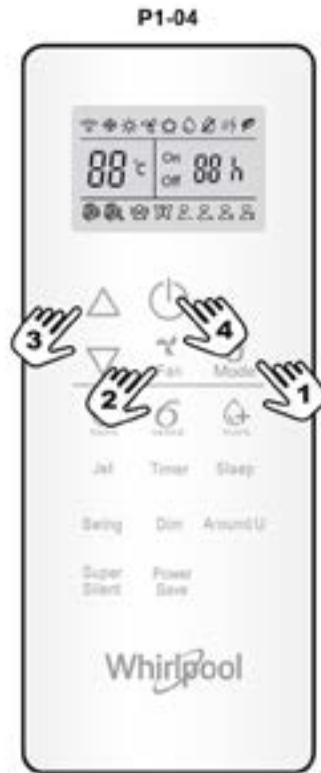 P1-04
88 °c On Off 88 h
3
4
Fan
Mode
2
1
Jet Timer Sleep
Swing Dim Around U
Super Silent Power Save
Whirlpool